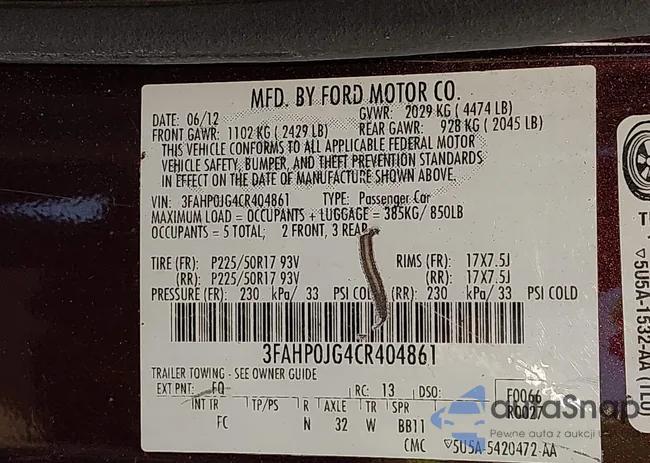 MFD. BY FORD MOTOR CO.
DATE: 06/12 GVWR: 2029 KG ( 4474 LB)
FRONT GAWR: 1102 KG ( 2429 LB) REAR GAWR: 928 KG ( 2045 LB)
THIS VEHICLE CONFORMS TO ALL APPLICABLE FEDERAL MOTOR
VEHICLE SAFETY, BUMPER, AND THEFT PREVENTION STANDARDS
IN EFFECT ON THE DATE OF MANUFACTURE SHOWN ABOVE.
VIN: 3FAHP0JG4CR404861 TYPE: Passenger Car
MAXIMUM LOAD = OCCUPANTS + LUGGAGE = 385KG/ 850LB
OCCUPANTS = 5 TOTAL; 2 FRONT, 3 REAR
TIRE (FR): P225/50R17 93V RIMS (FR): 17X7.5J
(RR): P225/50R17 93V (RR): 17X7.5J
PRESSURE (FR): 230 kPa/ 33 PSI COLD (RR): 230 kPa/ 33 PSI COLD
3FAHP0JG4CR404861
TRAILER TOWING - SEE OWNER GUIDE
EXT PNT: FQ RC: 13 DSO: F0066
R0027
INT TR TP/PS R AXLE TR SPR
FC N 32 W BB11
CMC ▽5U5A-5420472-AA
▽5U5A-1532-AA (TLU)
autoSnap
Pewne auta z aukcji